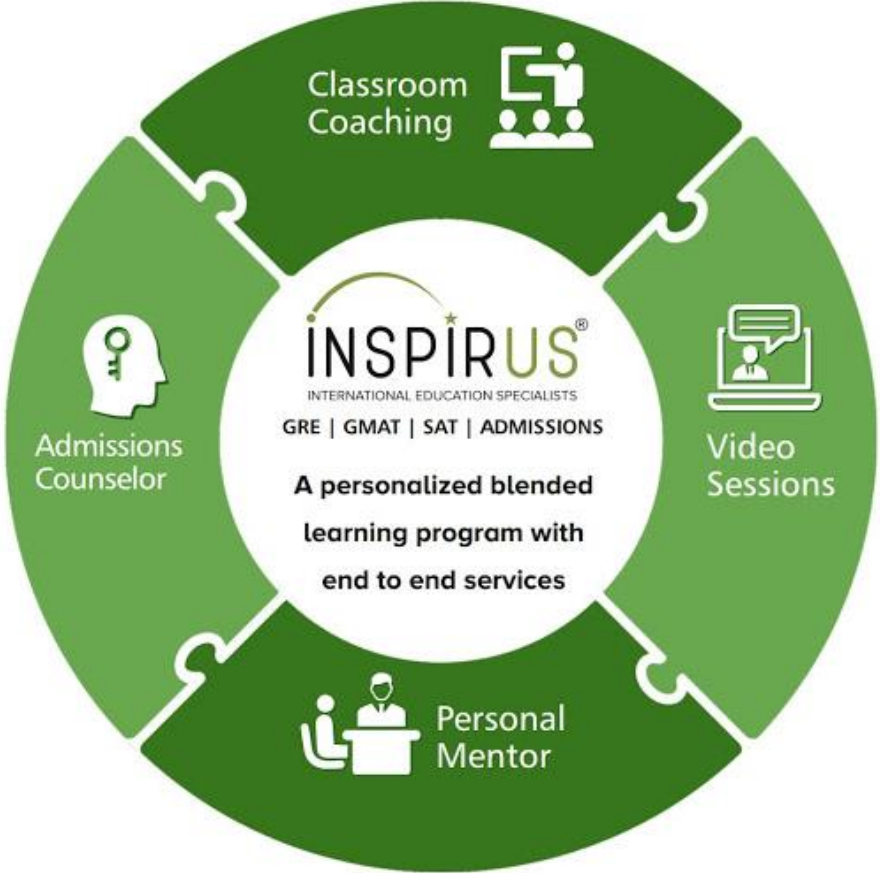 Classroom
Coaching
iNSPiRUS®
INTERNATIONAL EDUCATION SPECIALISTS
GRE | GMAT | SAT | ADMISSIONS
A personalized blended
learning program with
end to end services
Admissions
Counselor
Video
Sessions
Personal
Mentor